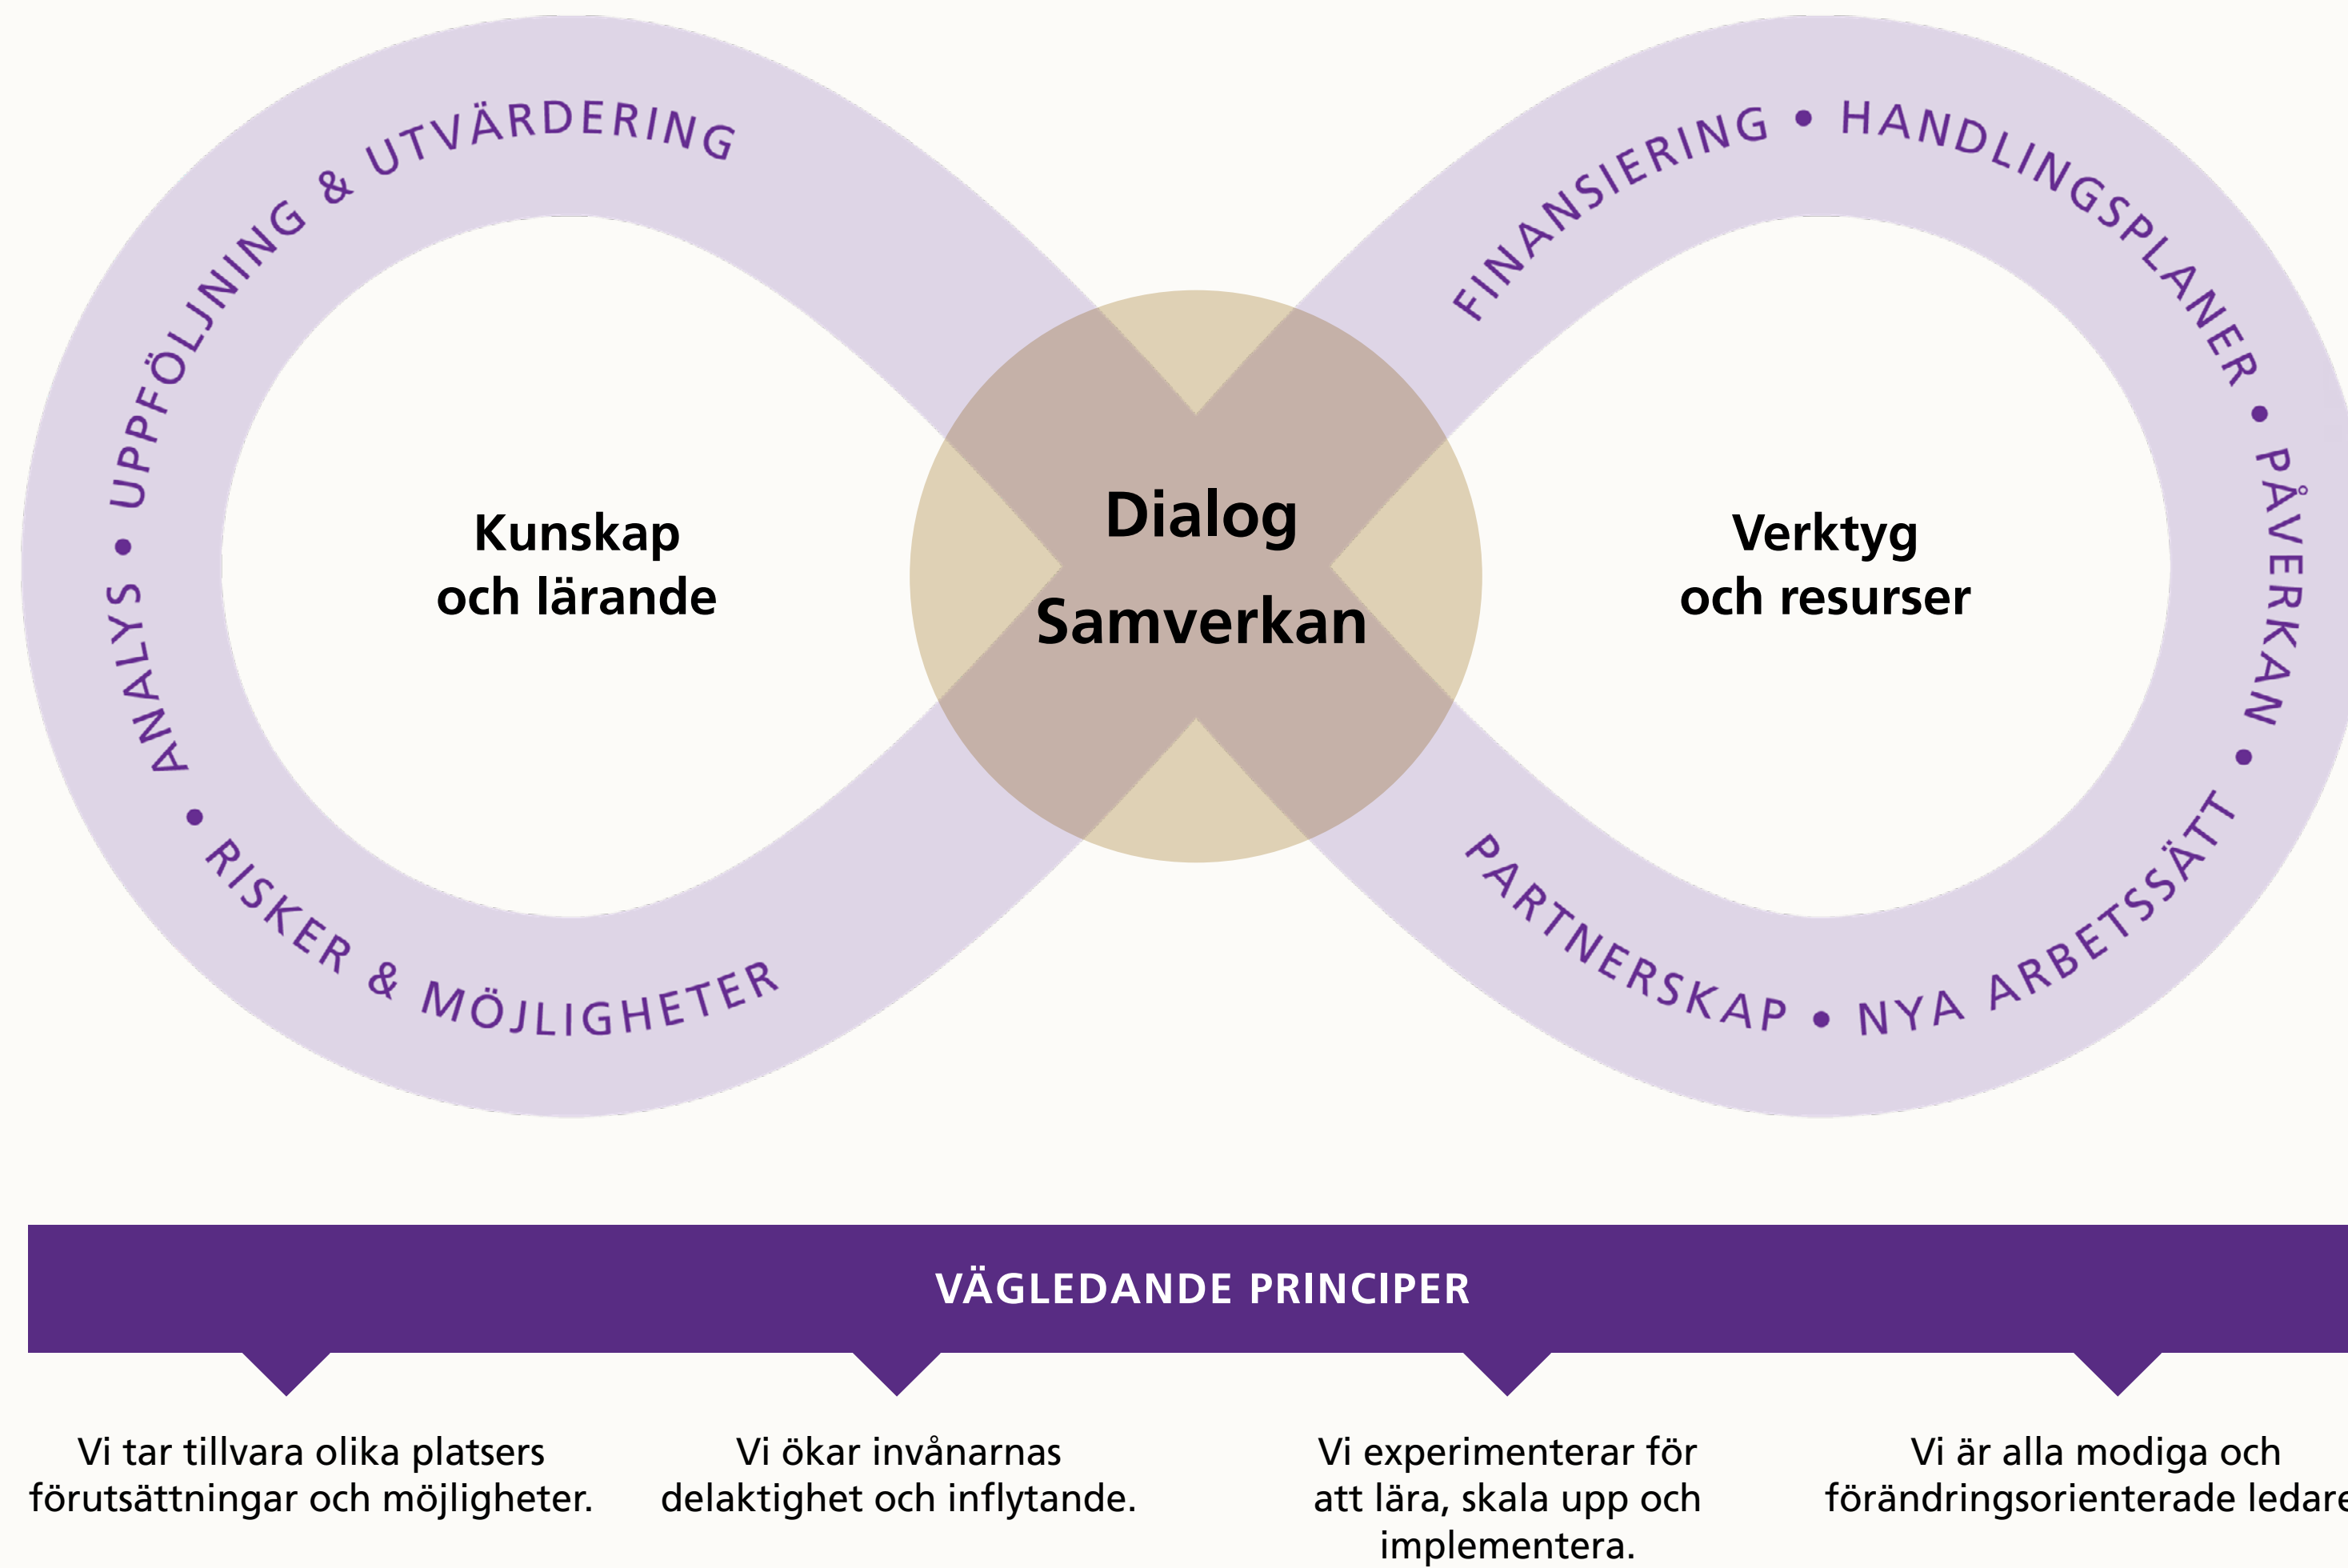 UPPFÖLJNING & UTVÄRDERING
ANALYS •
• RISKER & MÖJLIGHETER
Kunskap
och lärande
Dialog
Samverkan
FINANSIERING • HANDLINGSPLANER • PÅVERKAN •
PARTNERSKAP • NYA ARBETSSÄTT
Verktyg
och resurser
VÄGLEDANDE PRINCIPER
Vi tar tillvara olika platsers
förutsättningar och möjligheter.
Vi ökar invånarnas
delaktighet och inflytande.
Vi experimenterar för
att lära, skala upp och
implementera.
Vi är alla modiga och
förändringsorienterade ledare